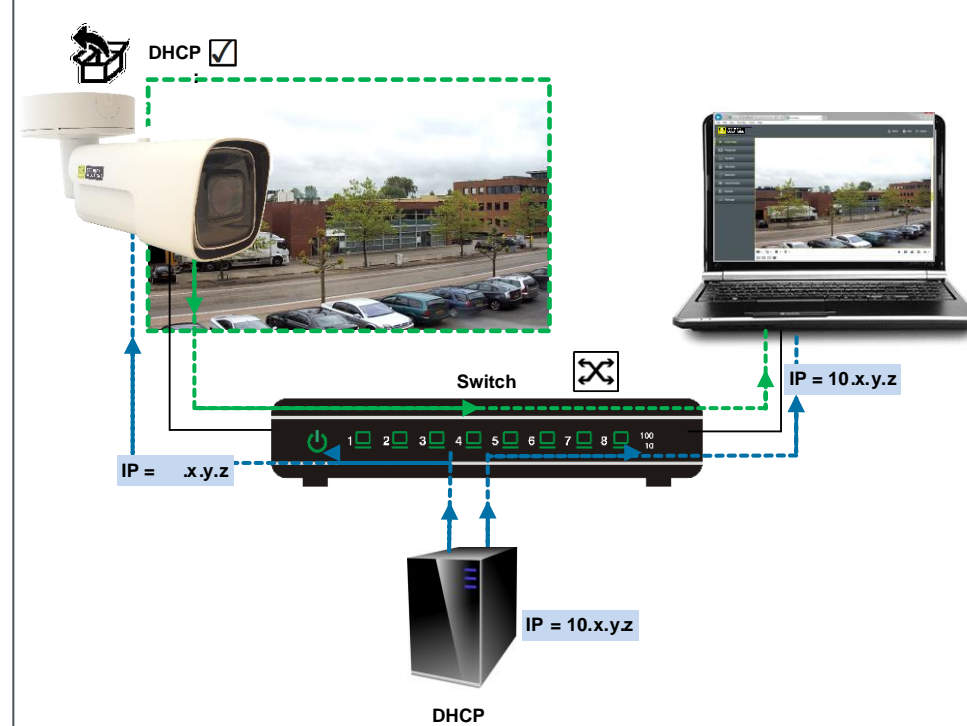 DHCP
:
Switch
IP = 10.x.y.z
1 2 3 4 5 6 7 8 100
10
IP = .x.y.z
IP = 10.x.y.z
DHCP